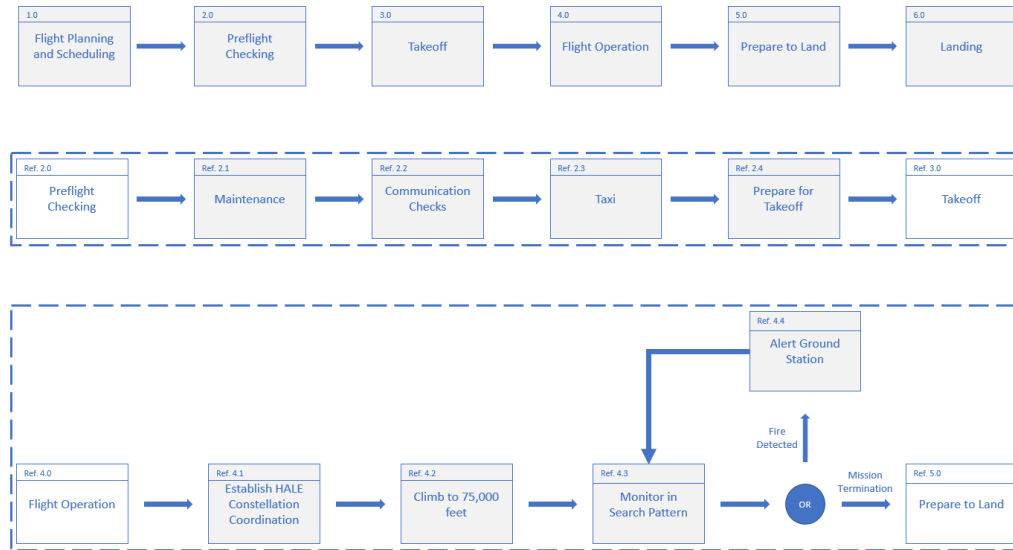 1.0
Flight Planning
and Scheduling
2.0
Preflight
Checking
3.0
Takeoff
4.0
Flight Operation
5.0
Prepare to Land
6.0
Landing
Ref. 2.0
Preflight
Checking
Ref. 2.1
Maintenance
Ref. 2.2
Communication
Checks
Ref. 2.3
Taxi
Ref. 2.4
Prepare for
Takeoff
Ref. 3.0
Takeoff
Ref. 4.4
Alert Ground
Station
Fire
Detected
Ref. 4.0
Flight Operation
Ref. 4.1
Establish HALE
Constellation
Coordination
Ref. 4.2
Climb to 75,000
feet
Ref. 4.3
Monitor in
Search Pattern
OR
Mission
Termination
Ref. 5.0
Prepare to Land